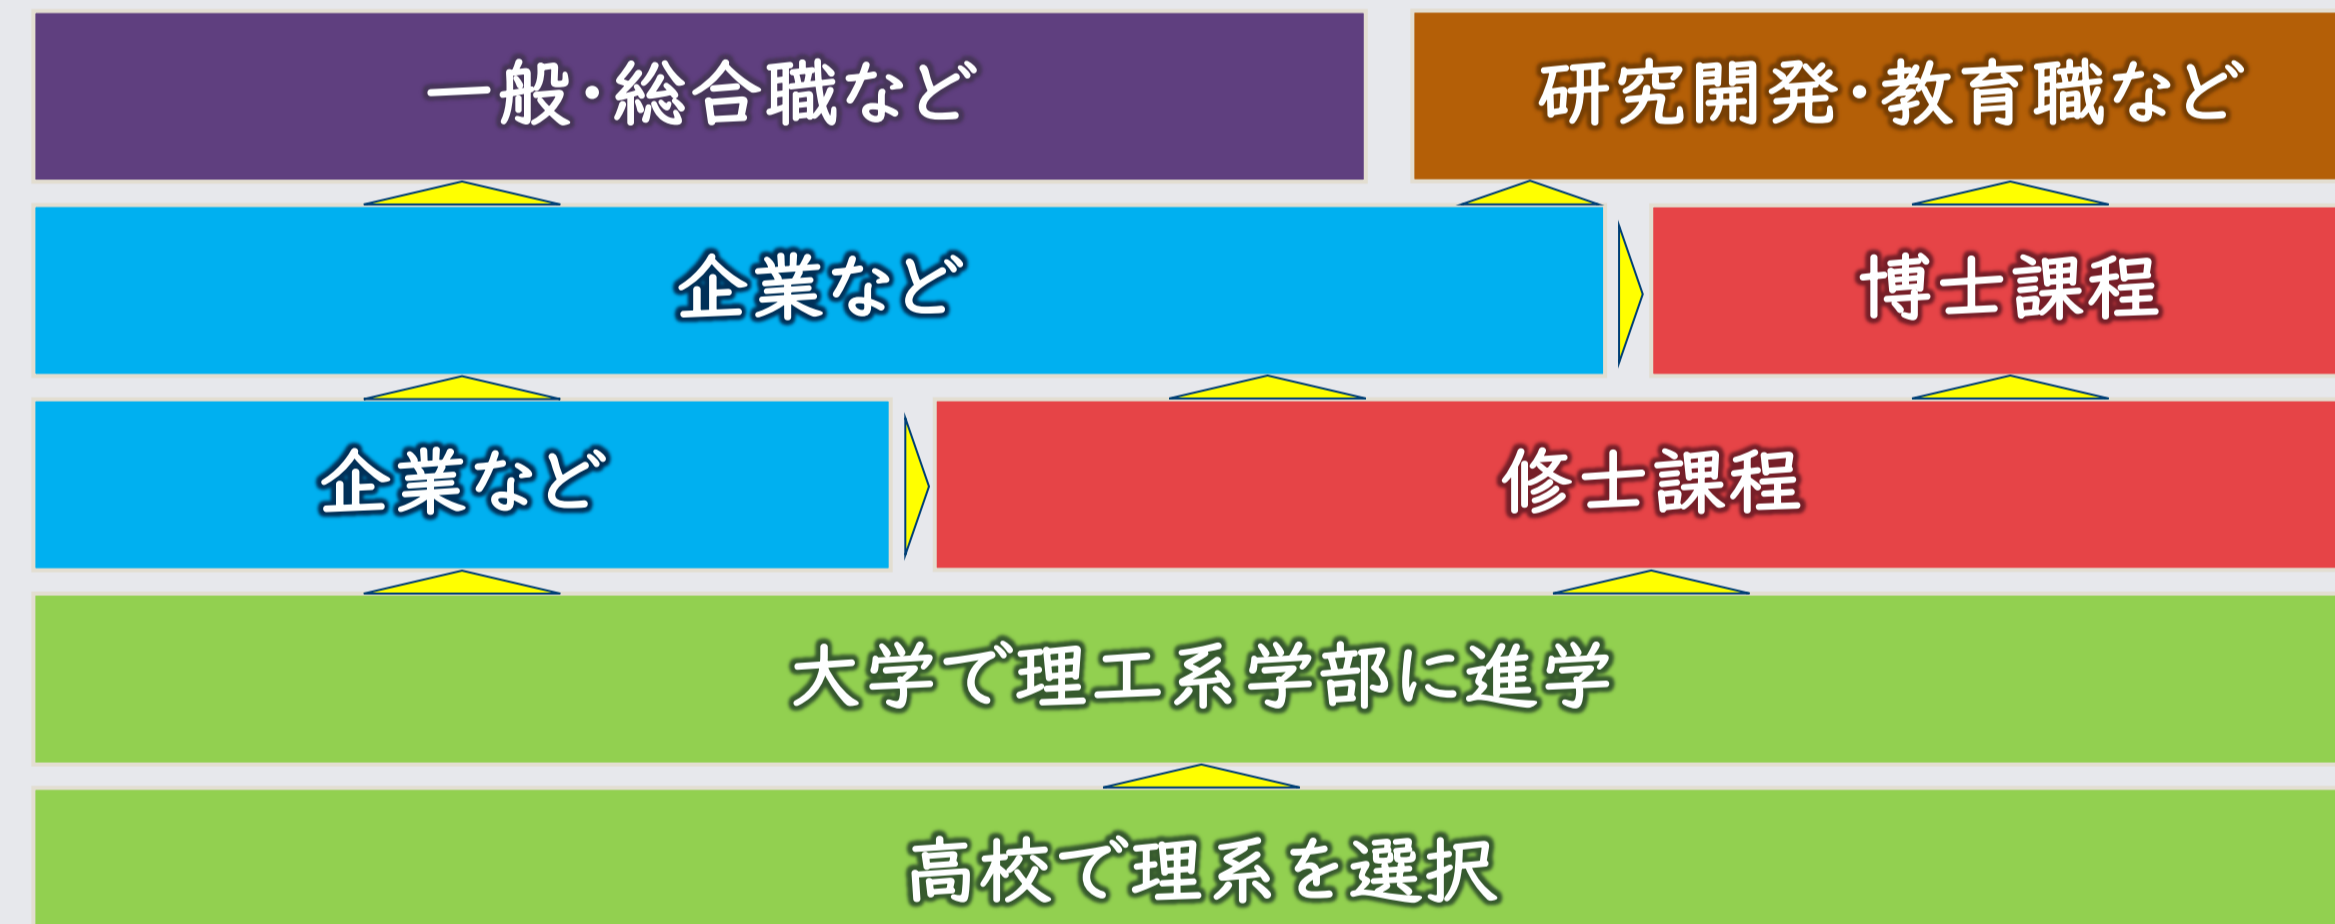 一般・総合職など
研究開発・教育職など
企業など
博士課程
企業など
修士課程
大学で理工系学部に進学
高校で理系を選択